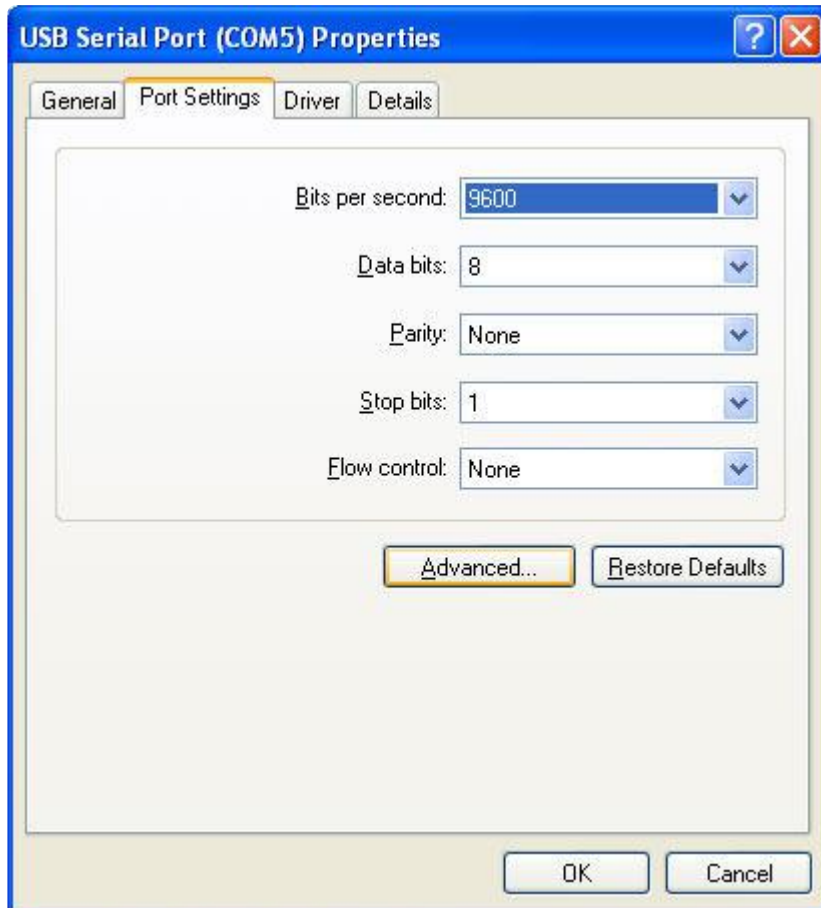 USB Serial Port (COM5) Properties
General Port Settings Driver Details
Bits per second: 9600
Data bits: 8
Parity: None
Stop bits: 1
Flow control: None
Advanced... Restore Defaults
OK Cancel